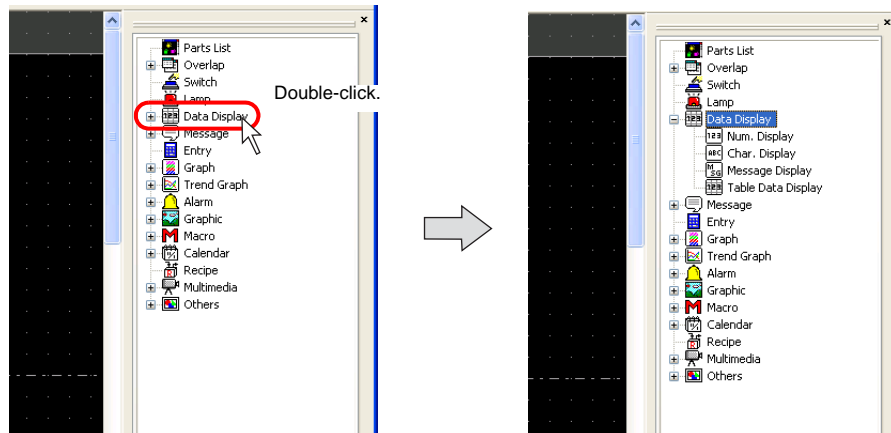 Parts List
Overlap
Switch
Lamp
Double-click.
Data Display
Message
Entry
Graph
Trend Graph
Alarm
Graphic
Macro
Calendar
Recipe
Multimedia
Others
Parts List
Overlap
Switch
Lamp
Data Display
Num. Display
Char. Display
Message Display
Table Data Display
Message
Entry
Graph
Trend Graph
Alarm
Graphic
Macro
Calendar
Recipe
Multimedia
Others